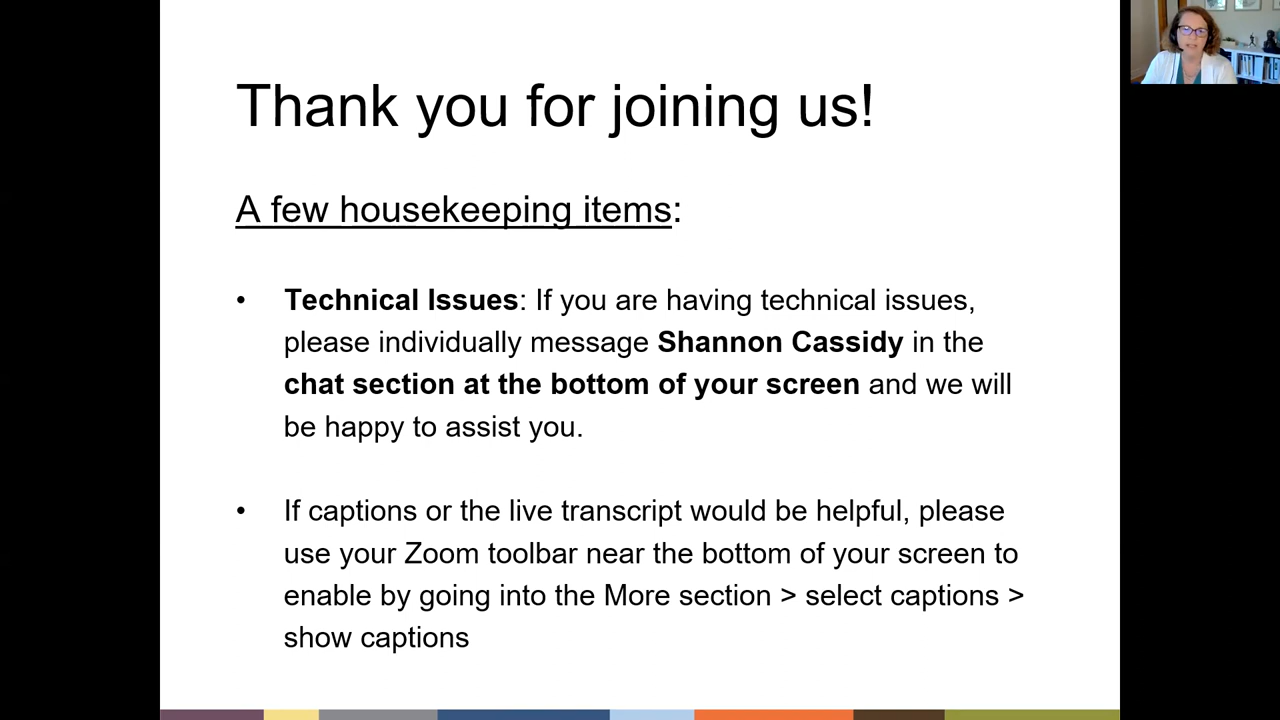 Thank you for joining us!
A few housekeeping items:
• Technical Issues: If you are having technical issues,
please individually message Shannon Cassidy in the
chat section at the bottom of your screen and we will
be happy to assist you.
• If captions or the live transcript would be helpful, please
use your Zoom toolbar near the bottom of your screen to
enable by going into the More section > select captions >
show captions